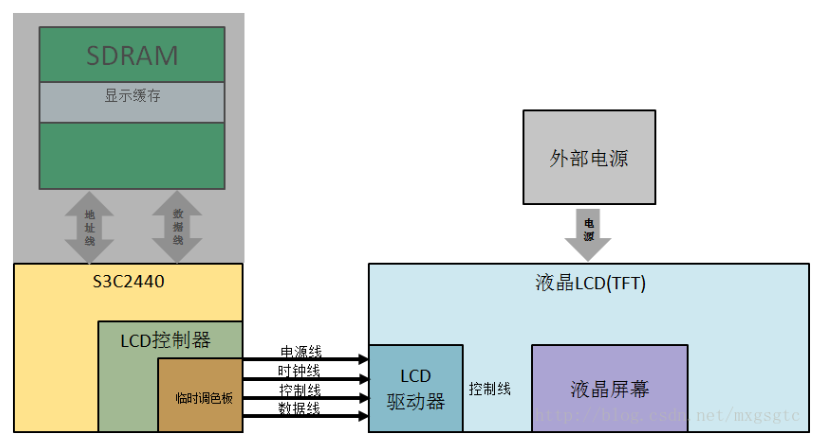 SDRAM
显示缓存
地址线
数据线
外部电源
电源
S3C2440
LCD控制器
临时调色板
电源线
时钟线
控制线
数据线
液晶LCD(TFT)
LCD
驱动器
控制线
液晶屏幕
http://blog.csdn.net/mxgsgtc